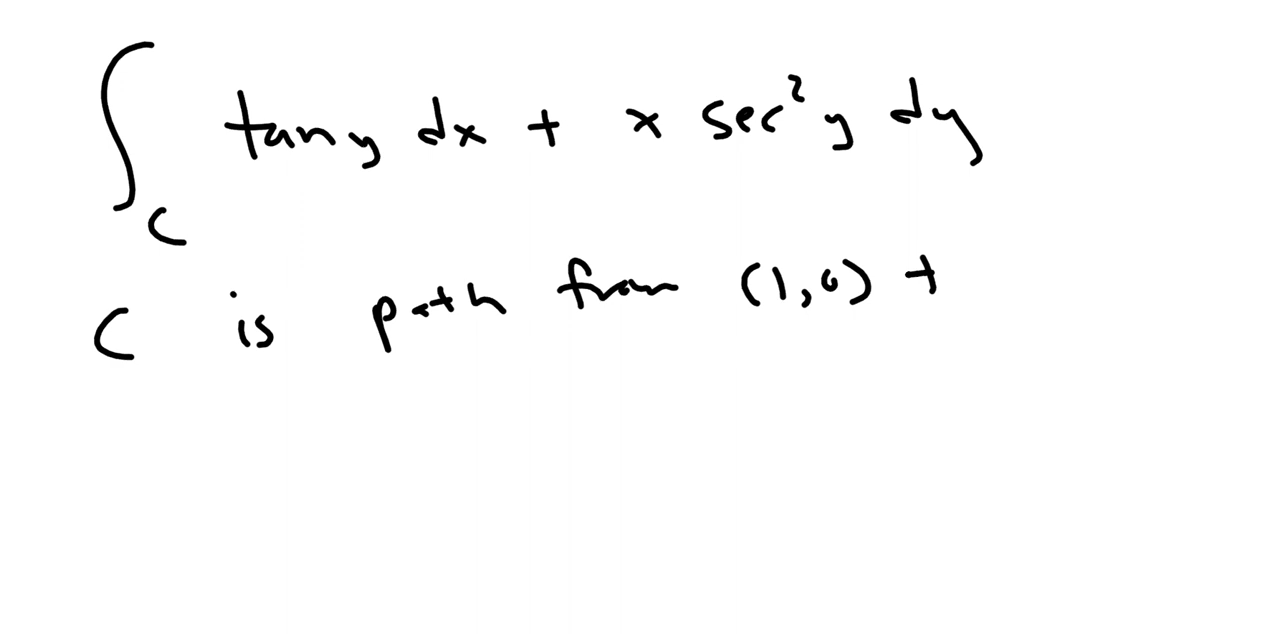 ∫_C tan y dx + x sec² y dy
C is path from (1,0) t